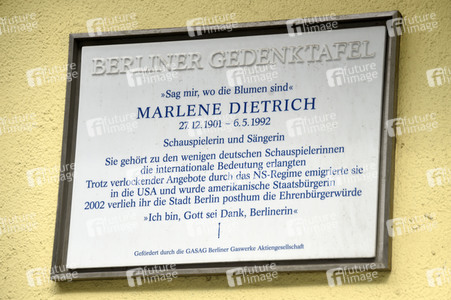 BERLINER GEDENKTAFEL
»Sag mir, wo die Blumen sind«
MARLENE DIETRICH
27.12.1901 – 6.5.1992
Schauspielerin und Sängerin
Sie gehört zu den wenigen deutschen Schauspielerinnen
die internationale Bedeutung erlangten
Trotz verlockender Angebote durch das NS-Regime emigrierte sie
in die USA und wurde amerikanische Staatsbürgerin
2002 verlieh ihr die Stadt Berlin posthum die Ehrenbürgerwürde
»Ich bin, Gott sei Dank, Berlinerin«
Gefördert durch die GASAG Berliner Gaswerke Aktiengesellschaft
future image